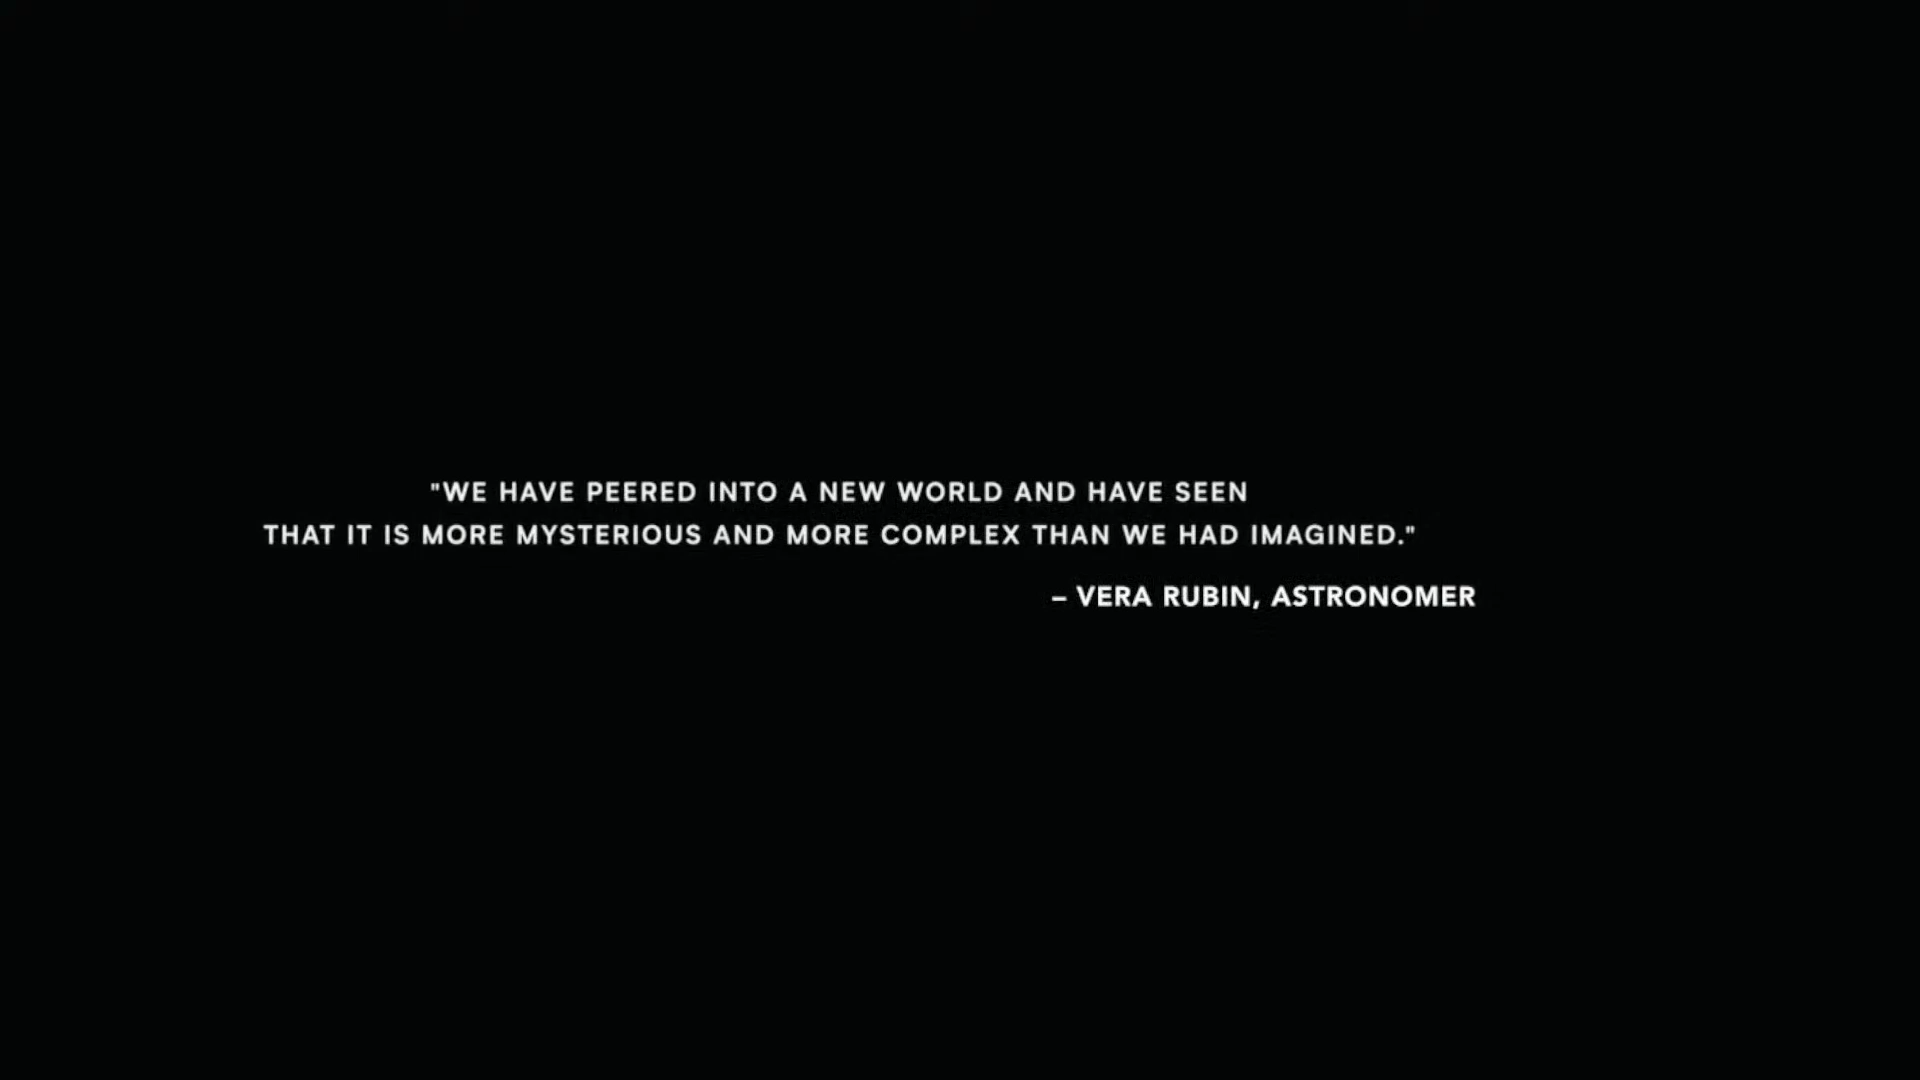 "WE HAVE PEERED INTO A NEW WORLD AND HAVE SEEN
THAT IT IS MORE MYSTERIOUS AND MORE COMPLEX THAN WE HAD IMAGINED."
– VERA RUBIN, ASTRONOMER